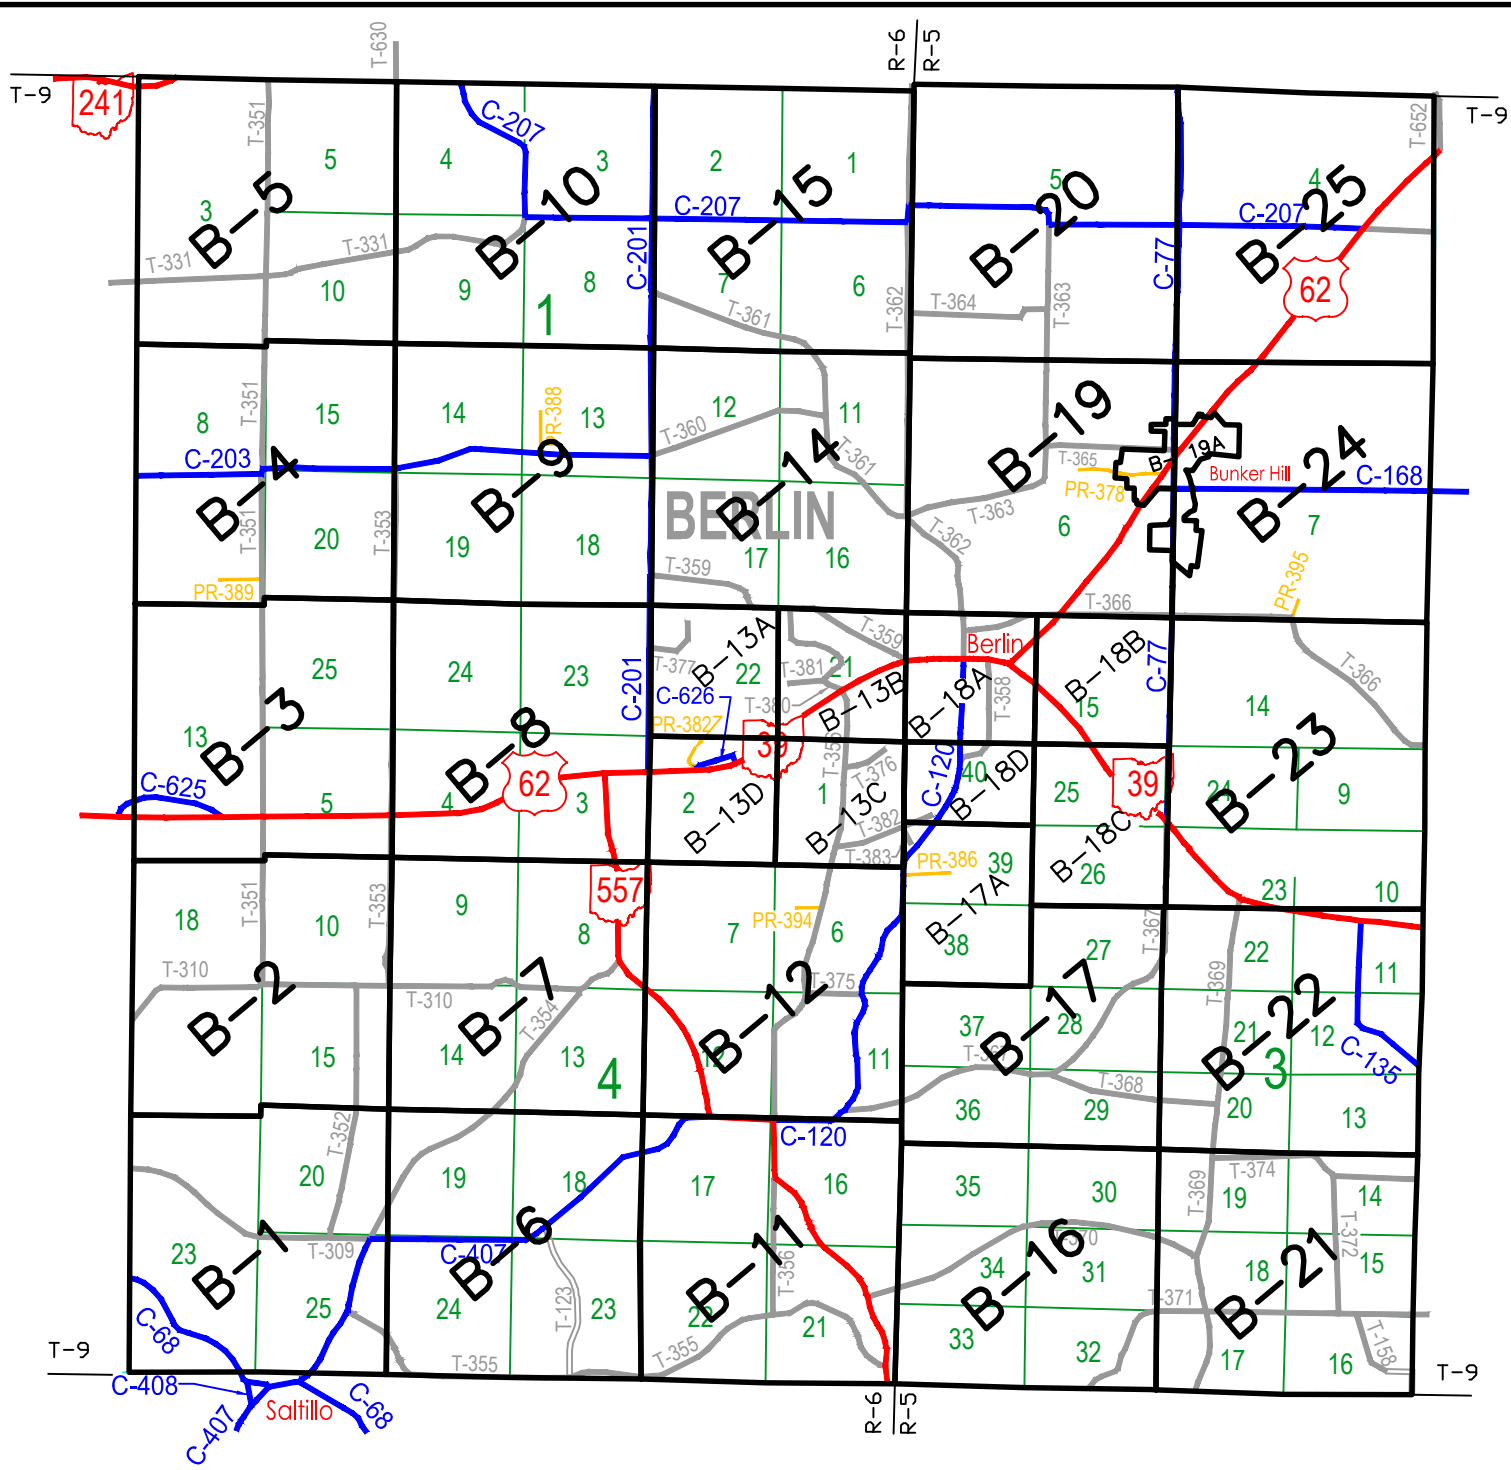 T-630
R-6
R-5
T-9
241
T-351
C-207
T-652
T-9
5
4
3
2
1
5
4
3
B-5
B-10
C-207
B-15
B-20
C-207
B-25
T-331
T-331
C-201
C-77
10
9
8
7
6
1
T-361
T-362
T-364
T-363
62
T-351
PR-388
8
15
14
13
12
11
T-360
T-361
C-203
B-4
B-9
B-14
B-19
T-365
PR-378
B-19A
Bunker Hill
B-24
C-168
BERLIN
T-351
T-353
T-363
T-362
20
19
18
17
16
6
7
PR-389
T-359
PR-395
T-366
B-13A
T-359
Berlin
B-18B
C-77
T-366
25
24
23
C-201
T-377
22
T-381
21
C-626
T-380
B-13B
B-18A
T-358
15
14
13
B-3
B-8
PR-382
39
T-356
T-376
C-120
40
B-18D
25
39
24
B-23
9
C-625
62
5
4
3
2
B-13D
1
B-13C
T-382
T-383
B-18C
PR-386
39
26
557
T-351
T-353
18
10
9
8
7
PR-394
6
B-17A
38
27
T-367
23
10
22
11
T-310
B-2
T-310
B-7
T-354
B-12
T-375
B-17
T-369
B-22
37
28
21
12
C-135
15
14
13
4
12
11
T-367
T-368
3
36
29
20
13
T-352
C-120
20
19
18
17
16
35
30
T-369
T-374
19
14
23
B-1
T-309
C-407
B-6
B-11
T-356
T-370
B-16
34
31
18
B-21
T-372
15
C-68
25
24
T-123
23
22
21
33
32
T-371
17
16
T-158
T-9
T-355
T-355
T-9
C-408
Saltillo
C-68
C-407
R-6
R-5